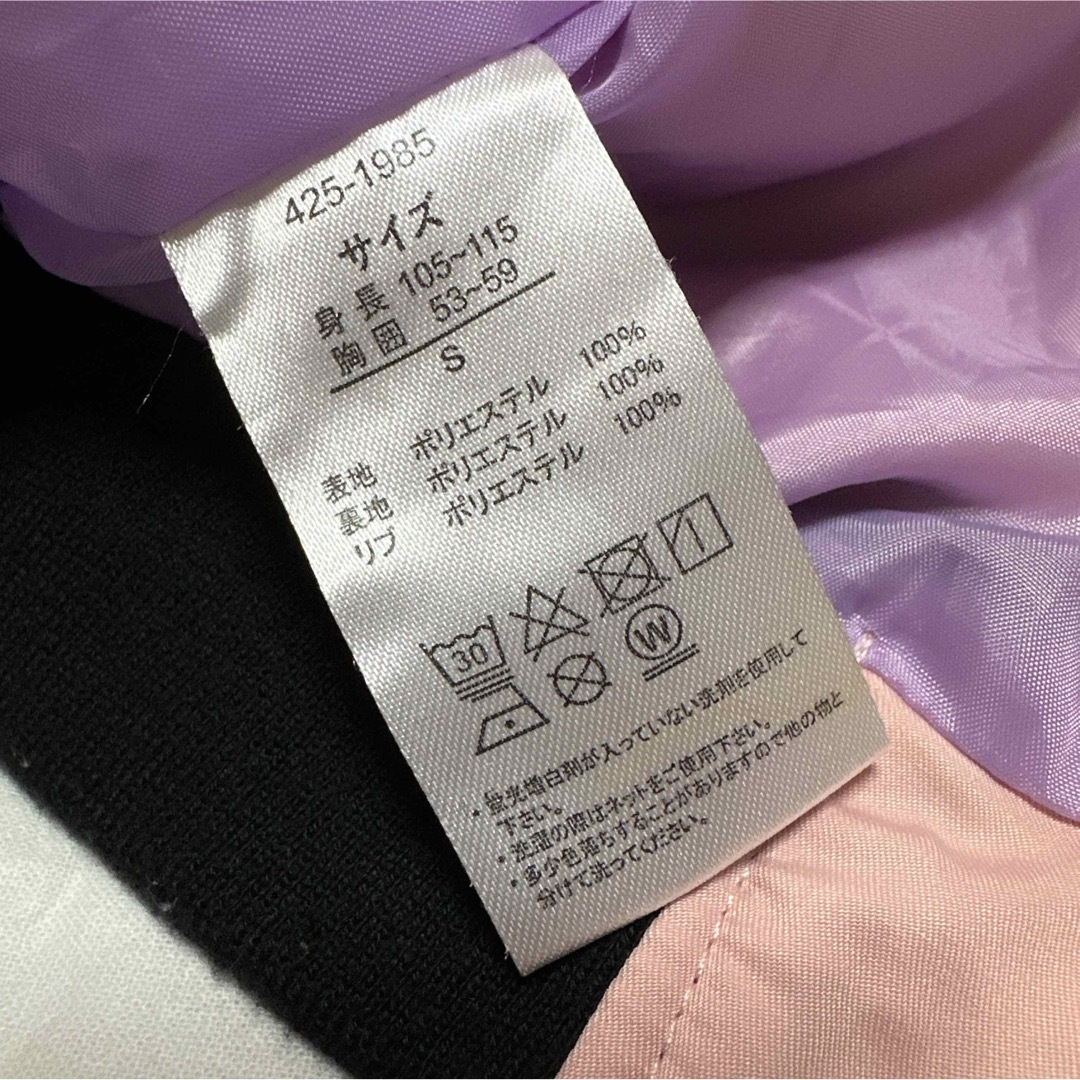 425-1985
サイズ
身長 105~115
胸囲 53~59
S
表地 ポリエステル 100%
裏地 ポリエステル 100%
リブ ポリエステル 100%
30
W
・蛍光増白剤が入っていない洗剤を使用して
下さい。
・洗濯の際はネットをご使用下さい。
・多少色落ちすることがありますので他の物と
分けて洗ってください。